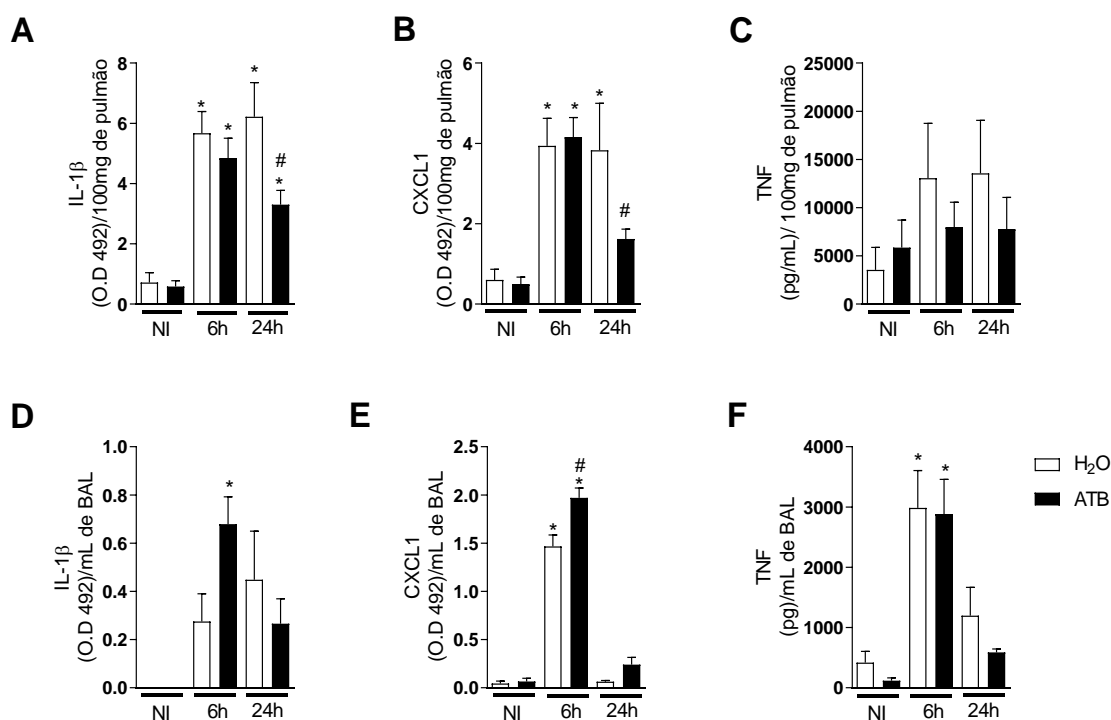 A
IL-1β
(O.D 492)/100mg de pulmão
8
6
4
2
0
*
*
*
#
*
NI
6h
24h
B
CXCL1
(O.D 492)/100mg de pulmão
6
4
2
0
*
*
*
#
NI
6h
24h
C
TNF
(pg/mL)/ 100mg de pulmão
25000
20000
15000
10000
5000
0
NI
6h
24h
D
IL-1β
(O.D 492)/mL de BAL
1.0
0.8
0.6
0.4
0.2
0.0
*
NI
6h
24h
E
CXCL1
(O.D 492)/mL de BAL
2.5
2.0
1.5
1.0
0.5
0.0
*
#
*
NI
6h
24h
F
TNF
(pg)/mL de BAL
4000
3000
2000
1000
0
*
*
NI
6h
24h
H₂O
ATB